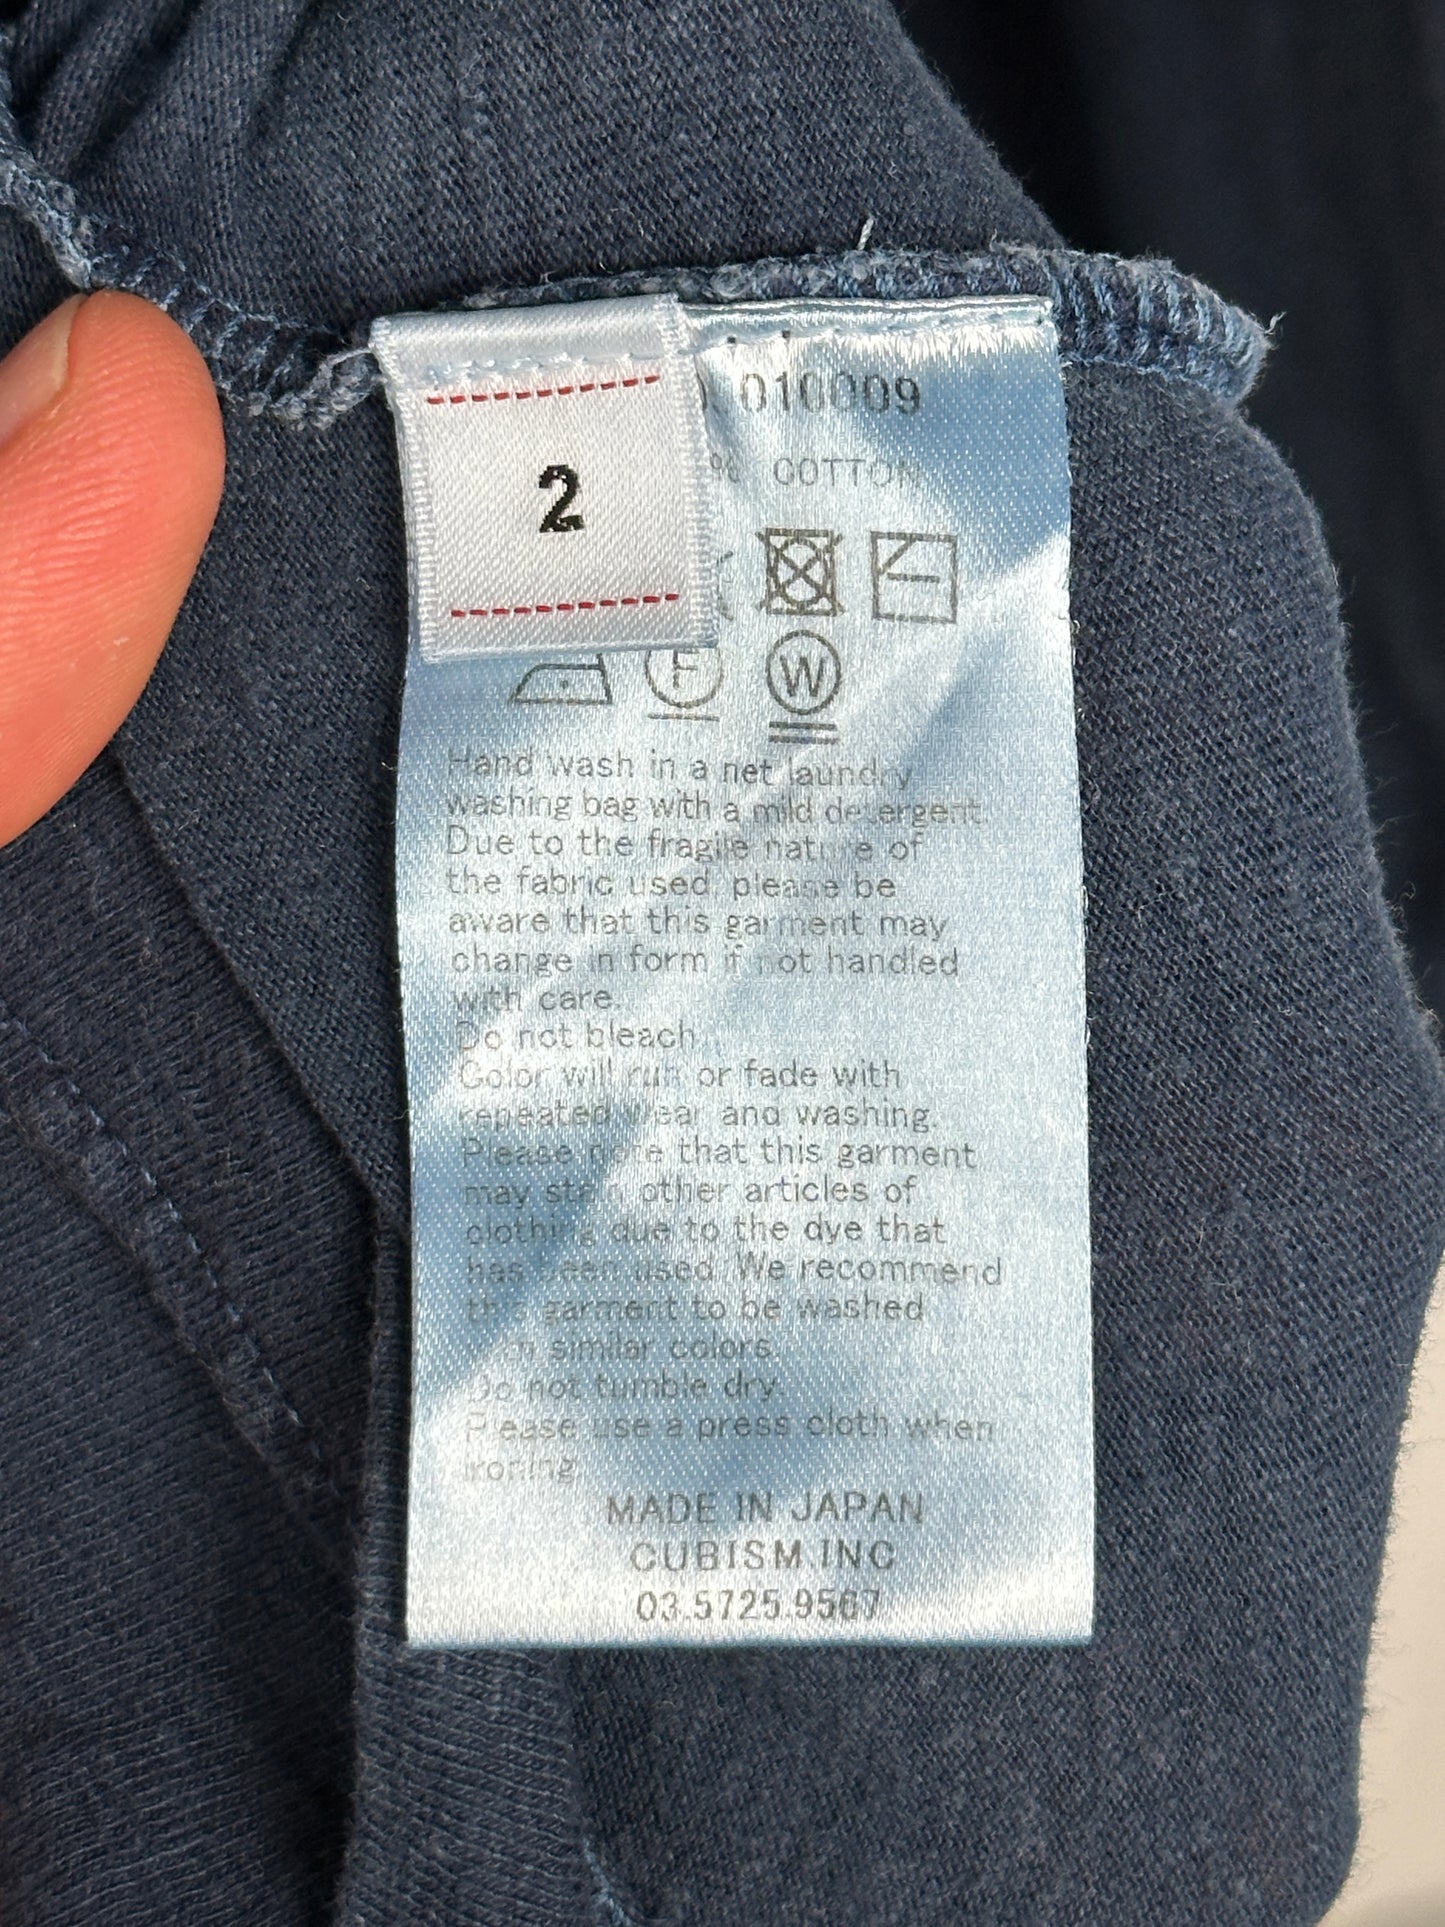 2
010009
% COTTON
F
W
Hand wash in a net laundry
washing bag with a mild detergent.
Due to the fragile nature of
the fabric used, please be
aware that this garment may
change in form if not handled
with care.
Do not bleach.
Color will run or fade with
repeated wear and washing.
Please note that this garment
may stain other articles of
clothing due to the dye that
has been used. We recommend
this garment to be washed
with similar colors.
Do not tumble dry.
Please use a press cloth when
ironing.
MADE IN JAPAN
CUBISM.INC
03.5725.9567